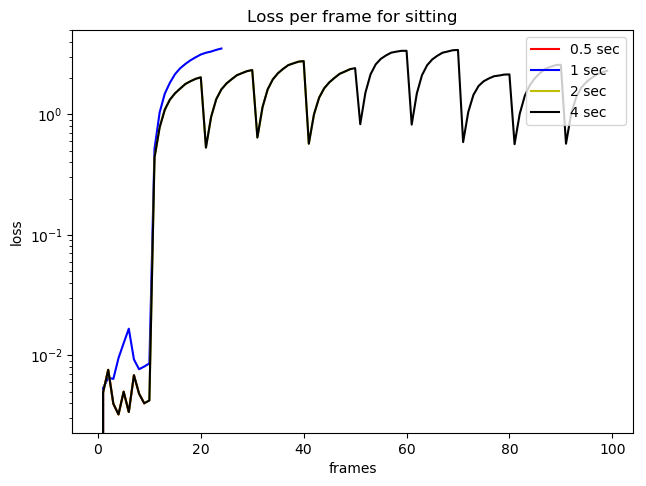 Loss per frame for sitting
0.5 sec
1 sec
2 sec
4 sec
10⁰
10⁻¹
10⁻²
loss
0 20 40 60 80 100
frames